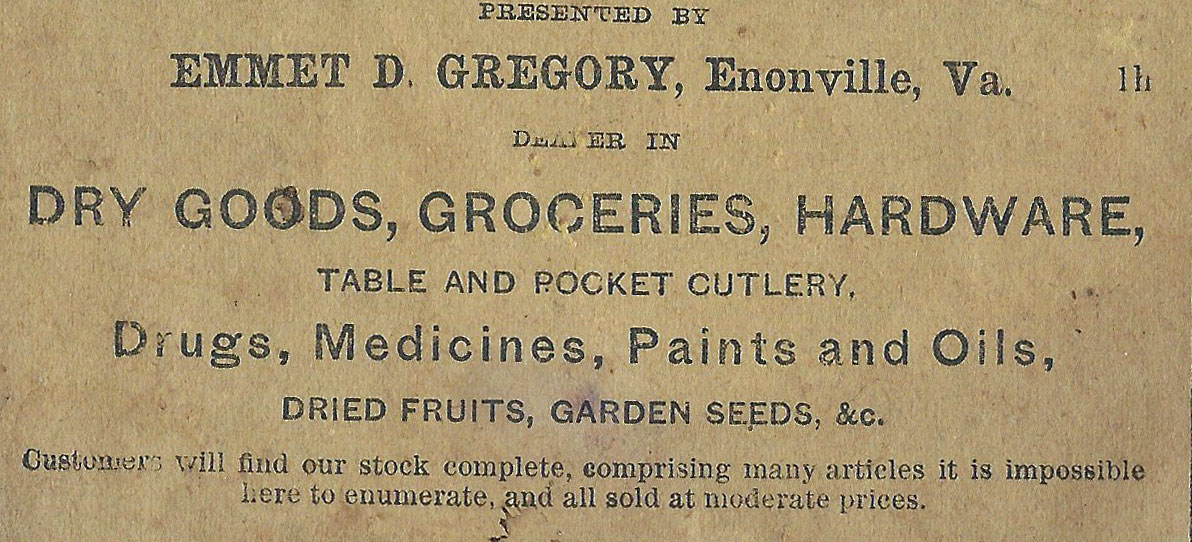 PRESENTED BY
EMMET D. GREGORY, Enonville, Va. 1h
DEALER IN
DRY GOODS, GROCERIES, HARDWARE,
TABLE AND POCKET CUTLERY,
Drugs, Medicines, Paints and Oils,
DRIED FRUITS, GARDEN SEEDS, &c.
Customers will find our stock complete, comprising many articles it is impossible
here to enumerate, and all sold at moderate prices.